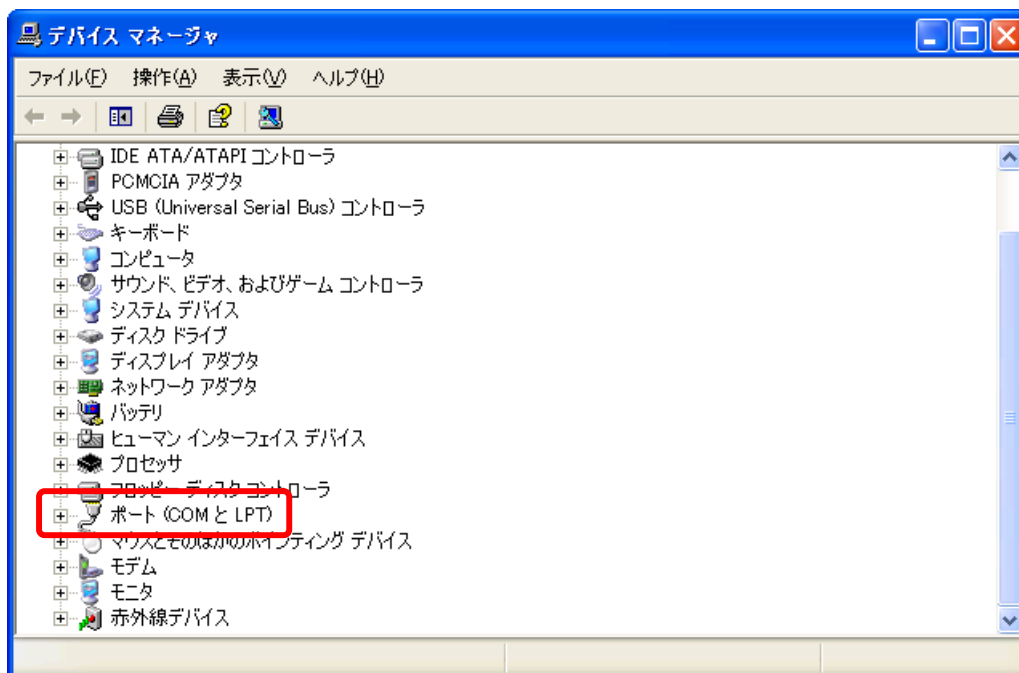 デバイス マネージャ
ファイル(F) 操作(A) 表示(V) ヘルプ(H)
IDE ATA/ATAPI コントローラ
PCMCIA アダプタ
USB (Universal Serial Bus) コントローラ
キーボード
コンピュータ
サウンド、ビデオ、およびゲーム コントローラ
システム デバイス
ディスク ドライブ
ディスプレイ アダプタ
ネットワーク アダプタ
バッテリ
ヒューマン インターフェイス デバイス
プロセッサ
フロッピー ディスク コントローラ
ポート (COM と LPT)
マウスとそのほかのポインティング デバイス
モデム
モニタ
赤外線デバイス